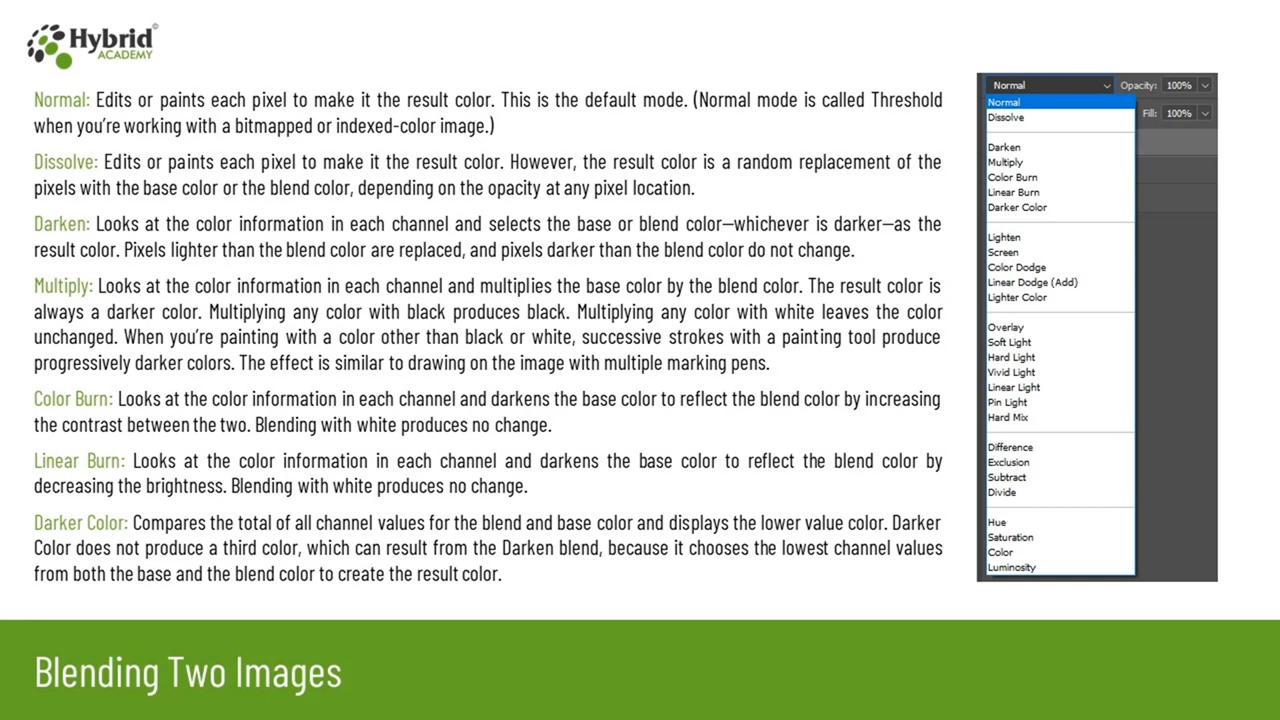 Hybrid
ACADEMY
Normal: Edits or paints each pixel to make it the result color. This is the default mode. (Normal mode is called Threshold
when you're working with a bitmapped or indexed-color image.)
Dissolve: Edits or paints each pixel to make it the result color. However, the result color is a random replacement of the
pixels with the base color or the blend color, depending on the opacity at any pixel location.
Darken: Looks at the color information in each channel and selects the base or blend color—whichever is darker—as the
result color. Pixels lighter than the blend color are replaced, and pixels darker than the blend color do not change.
Multiply: Looks at the color information in each channel and multiplies the base color by the blend color. The result color is
always a darker color. Multiplying any color with black produces black. Multiplying any color with white leaves the color
unchanged. When you're painting with a color other than black or white, successive strokes with a painting tool produce
progressively darker colors. The effect is similar to drawing on the image with multiple marking pens.
Color Burn: Looks at the color information in each channel and darkens the base color to reflect the blend color by increasing
the contrast between the two. Blending with white produces no change.
Linear Burn: Looks at the color information in each channel and darkens the base color to reflect the blend color by
decreasing the brightness. Blending with white produces no change.
Darker Color: Compares the total of all channel values for the blend and base color and displays the lower value color. Darker
Color does not produce a third color, which can result from the Darken blend, because it chooses the lowest channel values
from both the base and the blend color to create the result color.
Normal Opacity: 100%
Normal
Fill: 100%
Dissolve
Darken
Multiply
Color Burn
Linear Burn
Darker Color
Lighten
Screen
Color Dodge
Linear Dodge (Add)
Lighter Color
Overlay
Soft Light
Hard Light
Vivid Light
Linear Light
Pin Light
Hard Mix
Difference
Exclusion
Subtract
Divide
Hue
Saturation
Color
Luminosity
Blending Two Images